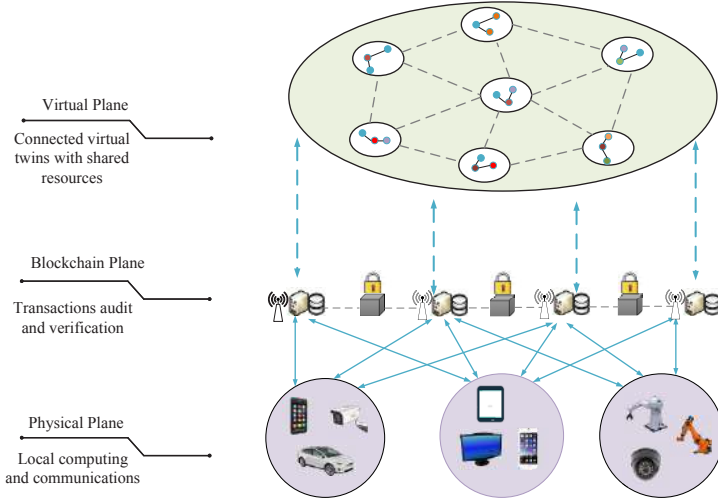 Virtual Plane
Connected virtual
twins with shared
resources
Blockchain Plane
Transactions audit
and verification
Physical Plane
Local computing
and communications